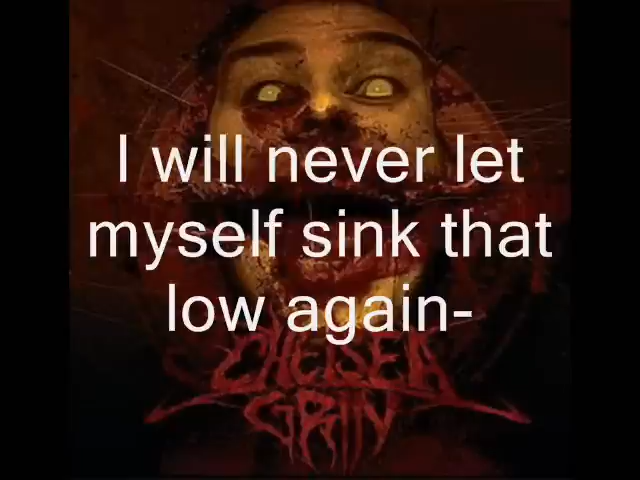 I will never let
myself sink that
low again-
CHELSEA
GRIN